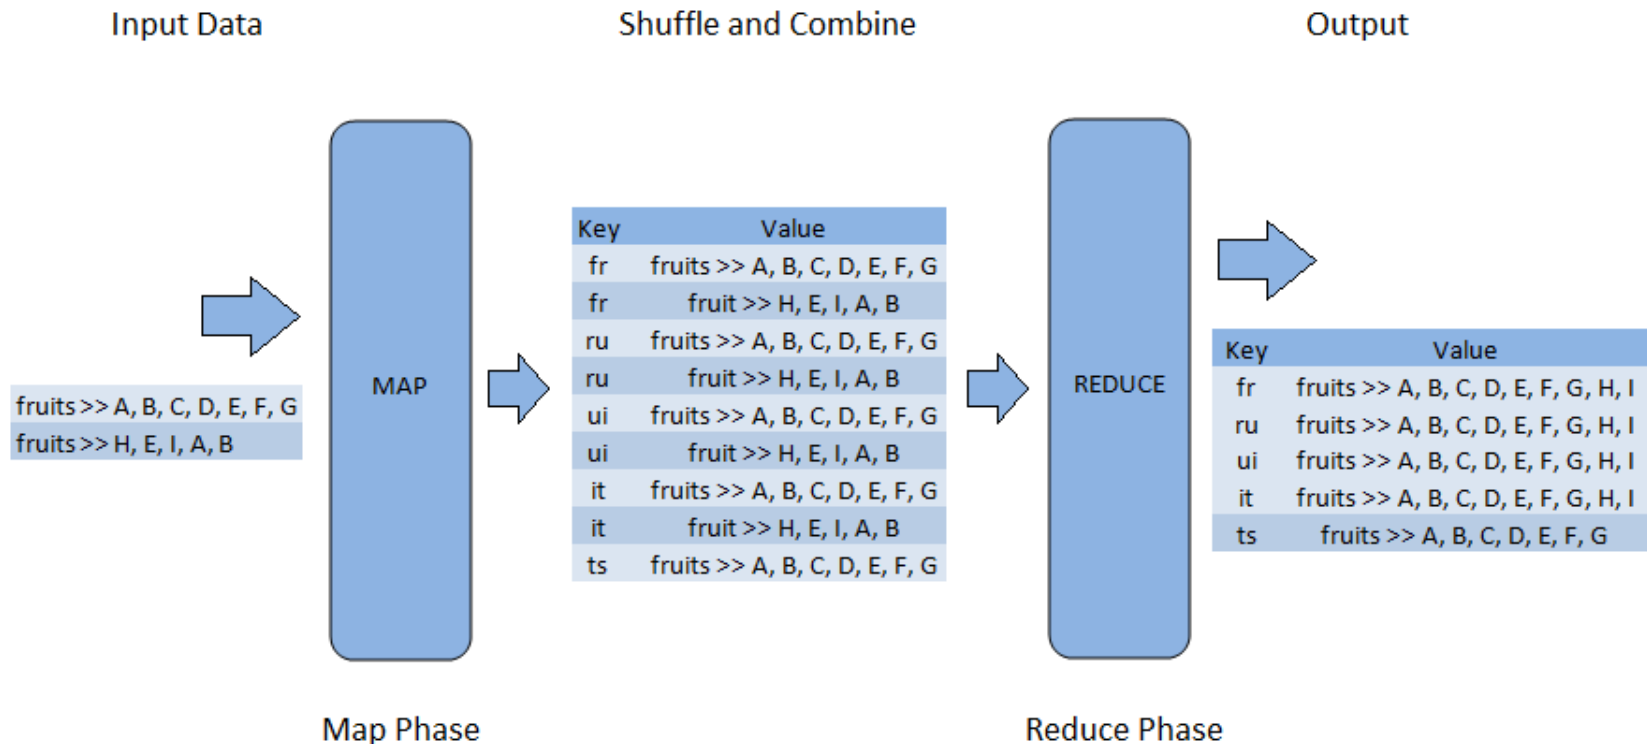 Input Data
Shuffle and Combine
Output
fruits >> A, B, C, D, E, F, G
fruits >> H, E, I, A, B
MAP
Key Value
fr fruits >> A, B, C, D, E, F, G
fr fruit >> H, E, I, A, B
ru fruits >> A, B, C, D, E, F, G
ru fruit >> H, E, I, A, B
ui fruits >> A, B, C, D, E, F, G
ui fruit >> H, E, I, A, B
it fruits >> A, B, C, D, E, F, G
it fruit >> H, E, I, A, B
ts fruits >> A, B, C, D, E, F, G
REDUCE
Key Value
fr fruits >> A, B, C, D, E, F, G, H, I
ru fruits >> A, B, C, D, E, F, G, H, I
ui fruits >> A, B, C, D, E, F, G, H, I
it fruits >> A, B, C, D, E, F, G, H, I
ts fruits >> A, B, C, D, E, F, G
Map Phase
Reduce Phase